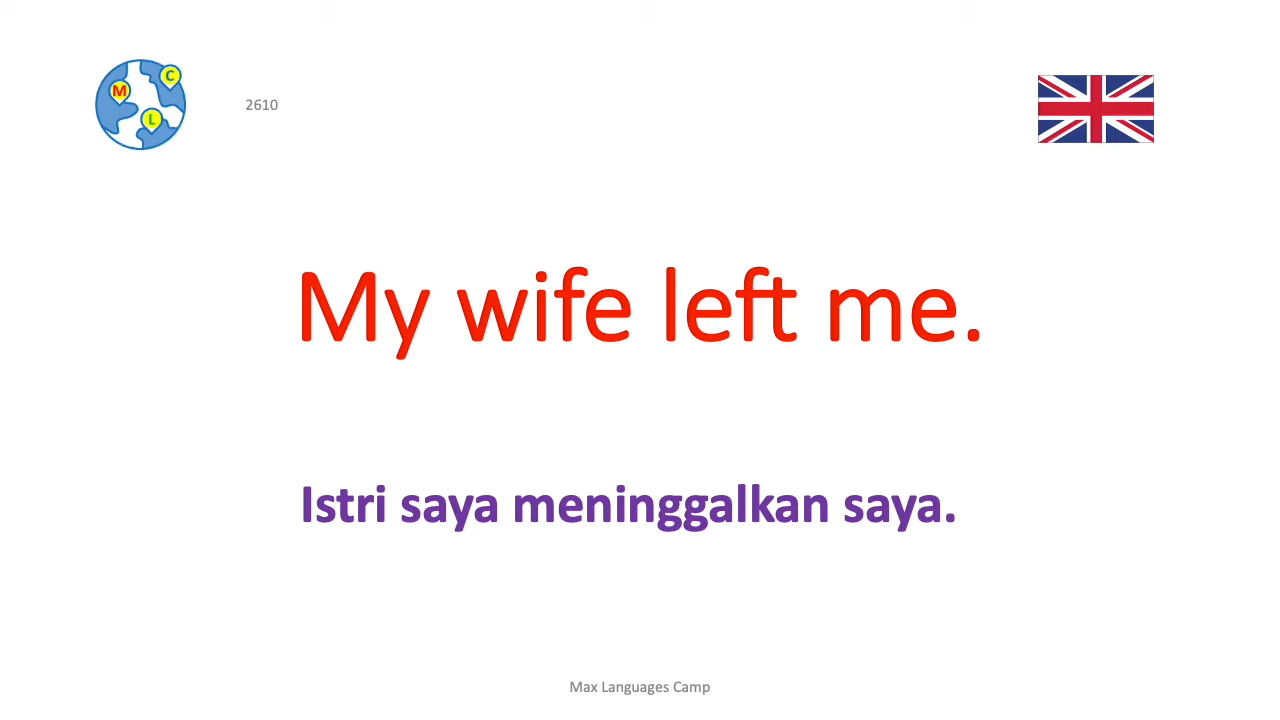 M
C
L
2610
My wife left me.
Istri saya meninggalkan saya.
Max Languages Camp